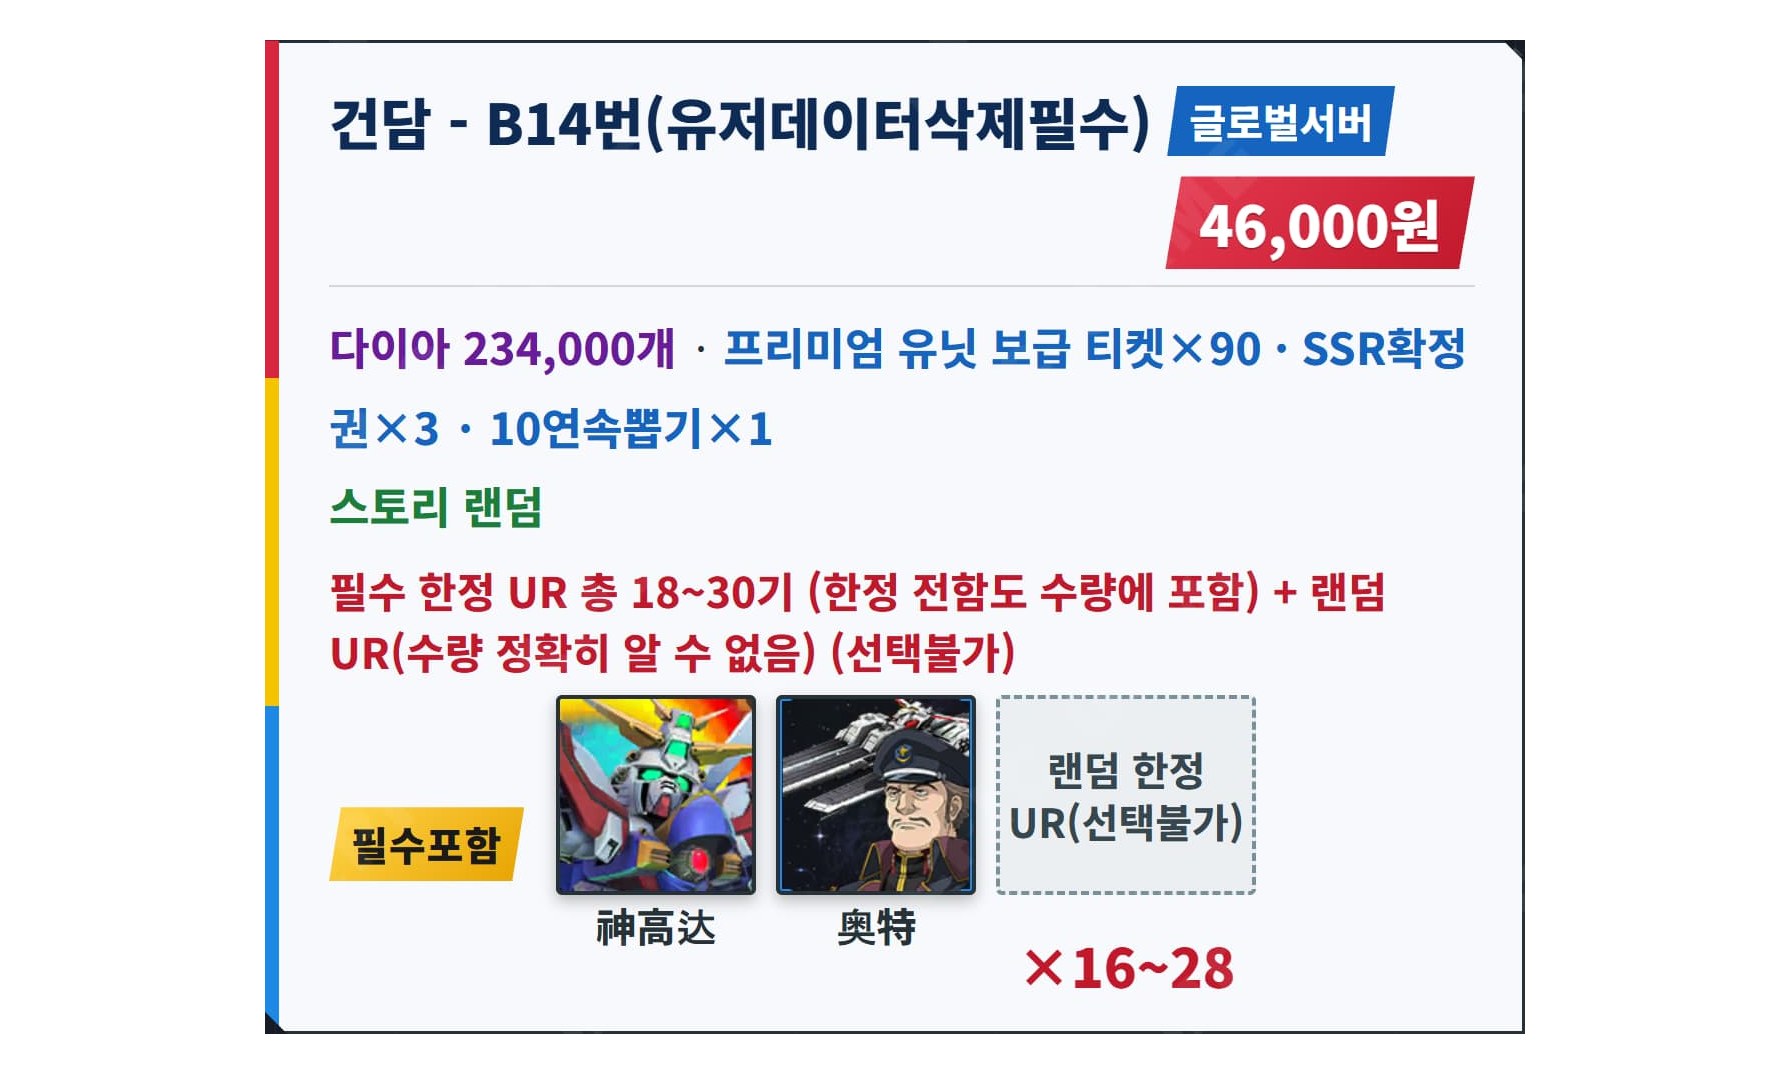 건담 - B14번(유저데이터삭제필수) 글로벌서버
46,000원
다이아 234,000개 · 프리미엄 유닛 보급 티켓×90 · SSR확정
권×3 · 10연속뽑기×1
스토리 랜덤
필수 한정 UR 총 18~30기 (한정 전함도 수량에 포함) + 랜덤
UR(수량 정확히 알 수 없음) (선택불가)
필수포함
神高达
奥特
랜덤 한정
UR(선택불가)
×16~28